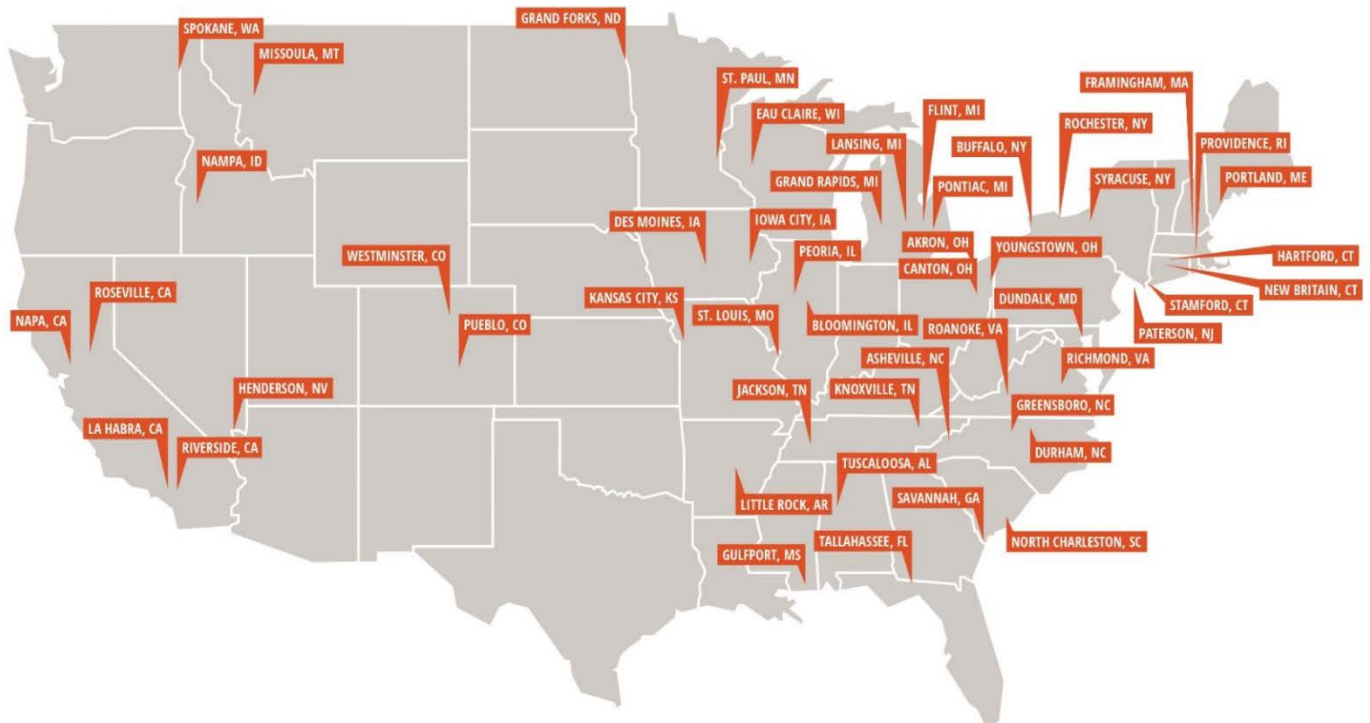 GRAND FORKS, ND
SPOKANE, WA
MISSOULA, MT
ST. PAUL, MN
FRAMINGHAM, MA
EAU CLAIRE, WI
FLINT, MI
ROCHESTER, NY
LANSING, MI
BUFFALO, NY
PROVIDENCE, RI
NAMPA, ID
GRAND RAPIDS, MI
PONTIAC, MI
SYRACUSE, NY
PORTLAND, ME
DES MOINES, IA
IOWA CITY, IA
AKRON, OH
YOUNGSTOWN, OH
WESTMINSTER, CO
PEORIA, IL
CANTON, OH
HARTFORD, CT
ROSEVILLE, CA
KANSAS CITY, KS
DUNDALK, MD
NEW BRITAIN, CT
NAPA, CA
PUEBLO, CO
ST. LOUIS, MO
BLOOMINGTON, IL
ROANOKE, VA
STAMFORD, CT
PATERSON, NJ
ASHEVILLE, NC
RICHMOND, VA
HENDERSON, NV
JACKSON, TN
KNOXVILLE, TN
GREENSBORO, NC
LA HABRA, CA
RIVERSIDE, CA
DURHAM, NC
TUSCALOOSA, AL
LITTLE ROCK, AR
SAVANNAH, GA
GULFPORT, MS
TALLAHASSEE, FL
NORTH CHARLESTON, SC